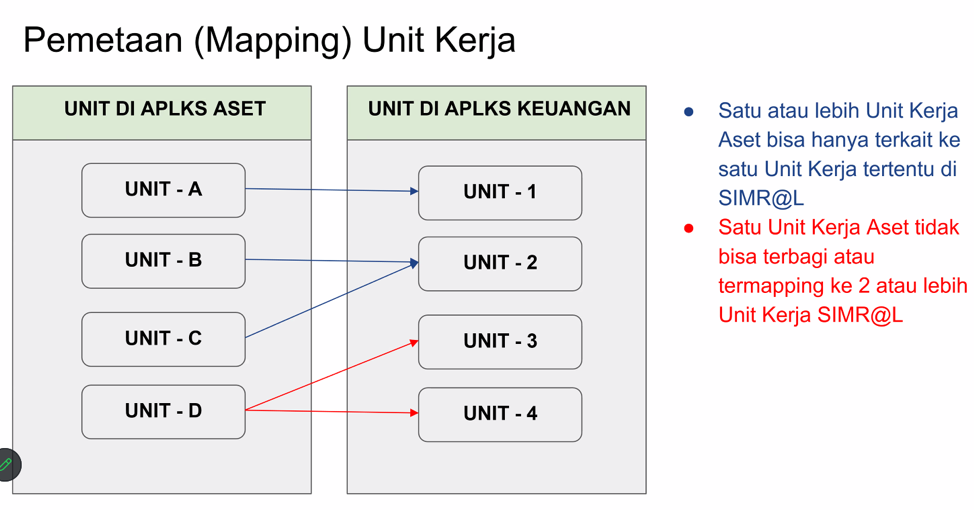 Pemetaan (Mapping) Unit Kerja
UNIT DI APLKS ASET
UNIT - A
UNIT - B
UNIT - C
UNIT - D
UNIT DI APLKS KEUANGAN
UNIT - 1
UNIT - 2
UNIT - 3
UNIT - 4
● Satu atau lebih Unit Kerja
Aset bisa hanya terkait ke
satu Unit Kerja tertentu di
SIMR@L
● Satu Unit Kerja Aset tidak
bisa terbagi atau
termapping ke 2 atau lebih
Unit Kerja SIMR@L